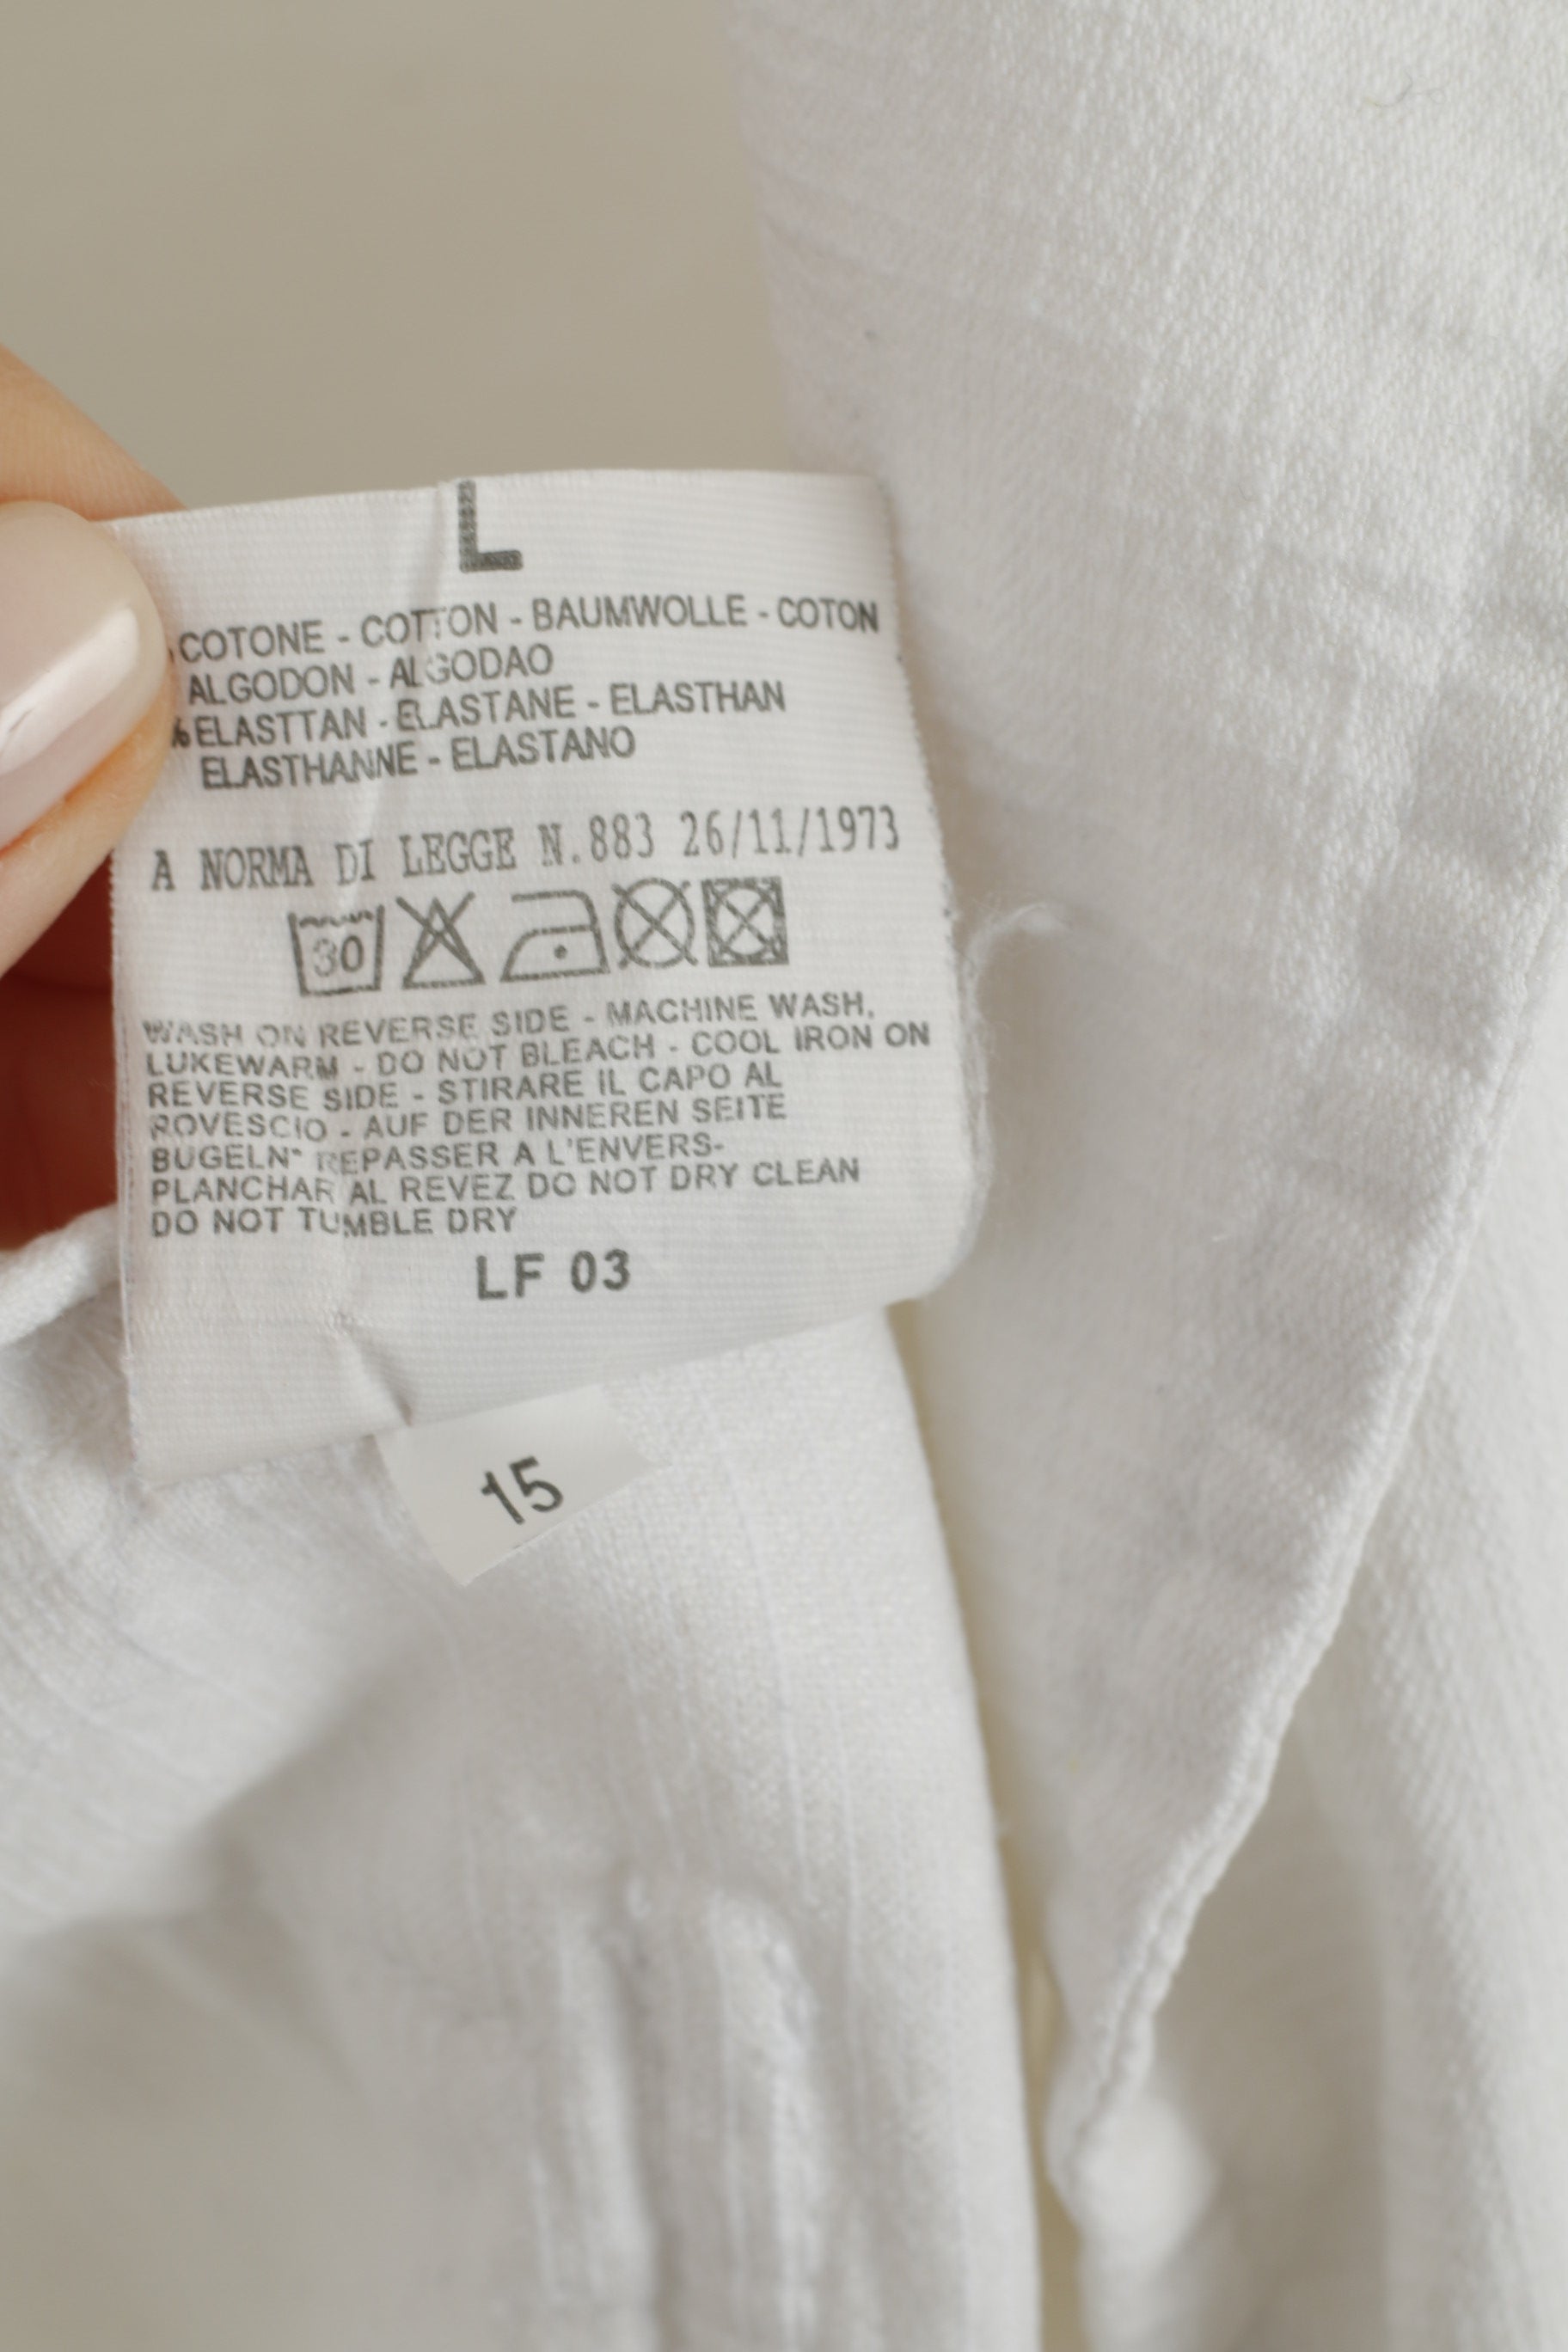 L
COTONE - COTTON - BAUMWOLLE - COTON
ALGODON - ALGODAO
% ELASTTAN - ELASTANE - ELASTHAN
ELASTHANNE - ELASTANO
A NORMA DI LEGGE N.883 26/11/1973
30
WASH ON REVERSE SIDE - MACHINE WASH,
LUKEWARM - DO NOT BLEACH - COOL IRON ON
REVERSE SIDE - STIRARE IL CAPO AL
ROVESCIO - AUF DER INNEREN SEITE
BUGELN" REPASSER A L'ENVERS-
PLANCHAR AL REVEZ DO NOT DRY CLEAN
DO NOT TUMBLE DRY
LF 03
15